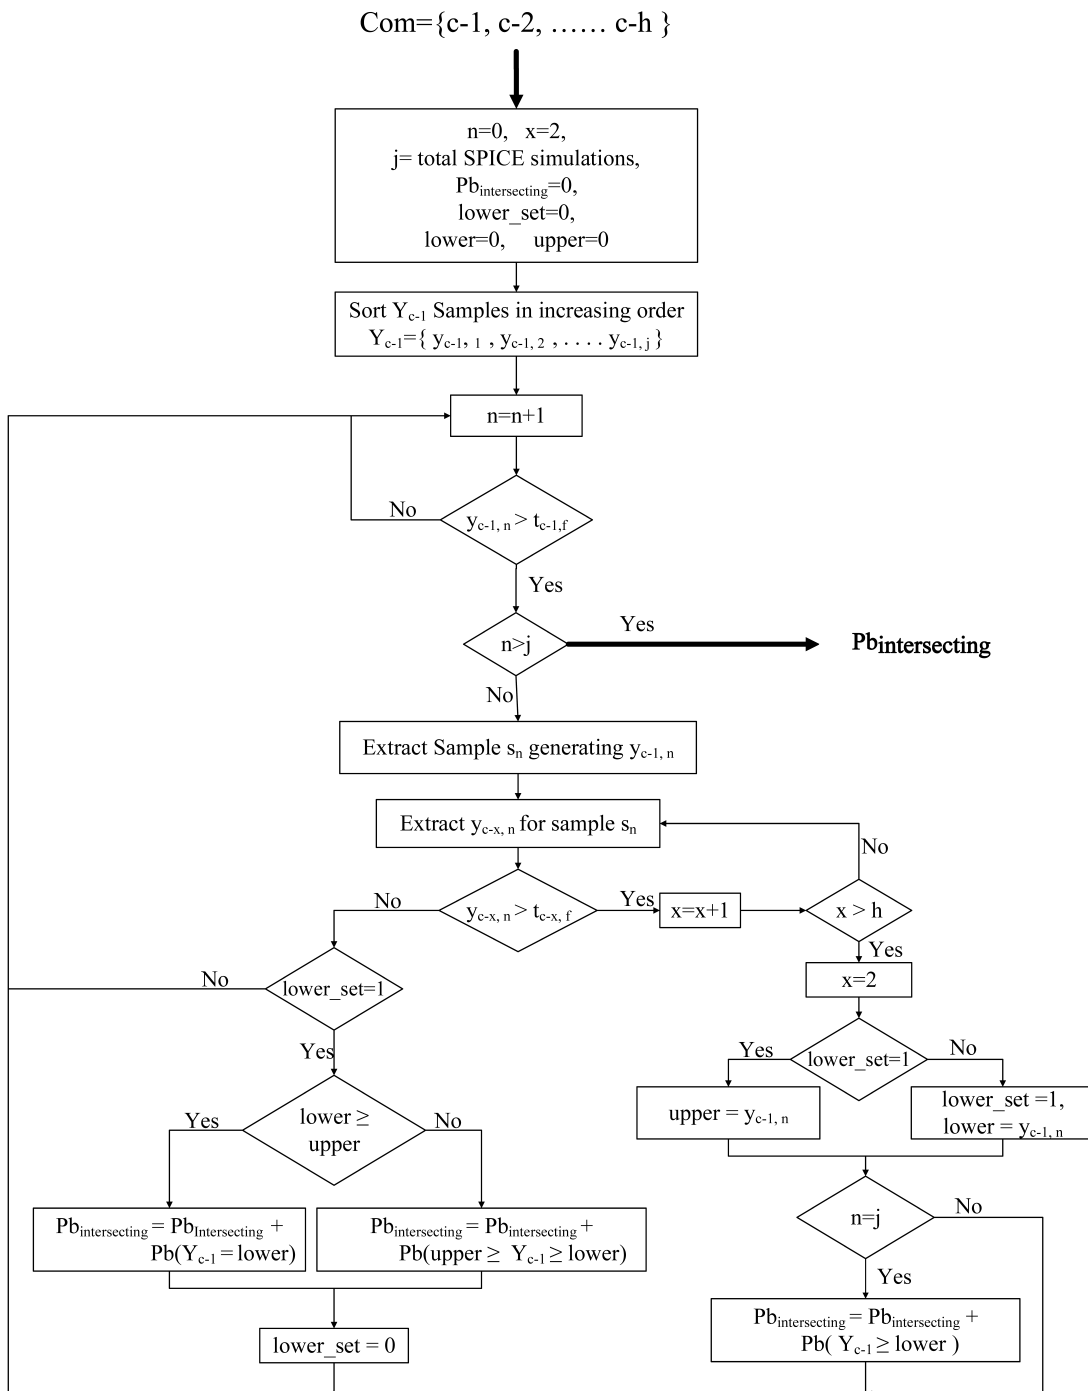 Com={c-1, c-2, …… c-h }
n=0, x=2,
j= total SPICE simulations,
Pbintersecting=0,
lower_set=0,
lower=0, upper=0
Sort Yc-1 Samples in increasing order
Yc-1={ yc-1, 1 , yc-1, 2 , . . . . yc-1, j }
n=n+1
No
yc-1, n > tc-1,f
Yes
n>j
Yes
Pbintersecting
No
Extract Sample sn generating yc-1, n
Extract yc-x, n for sample sn
No
No
yc-x, n > tc-x, f
Yes
x=x+1
x > h
Yes
No
lower_set=1
x=2
Yes
Yes
lower_set=1
No
lower ≥
upper
Yes
No
upper = yc-1, n
lower_set =1,
lower = yc-1, n
n=j
No
Pbintersecting = PbIntersecting +
Pb(Yc-1 = lower)
Pbintersecting = Pbintersecting +
Pb(upper ≥ Yc-1 ≥ lower)
Yes
Pbintersecting = Pbintersecting +
Pb( Yc-1 ≥ lower )
lower_set = 0